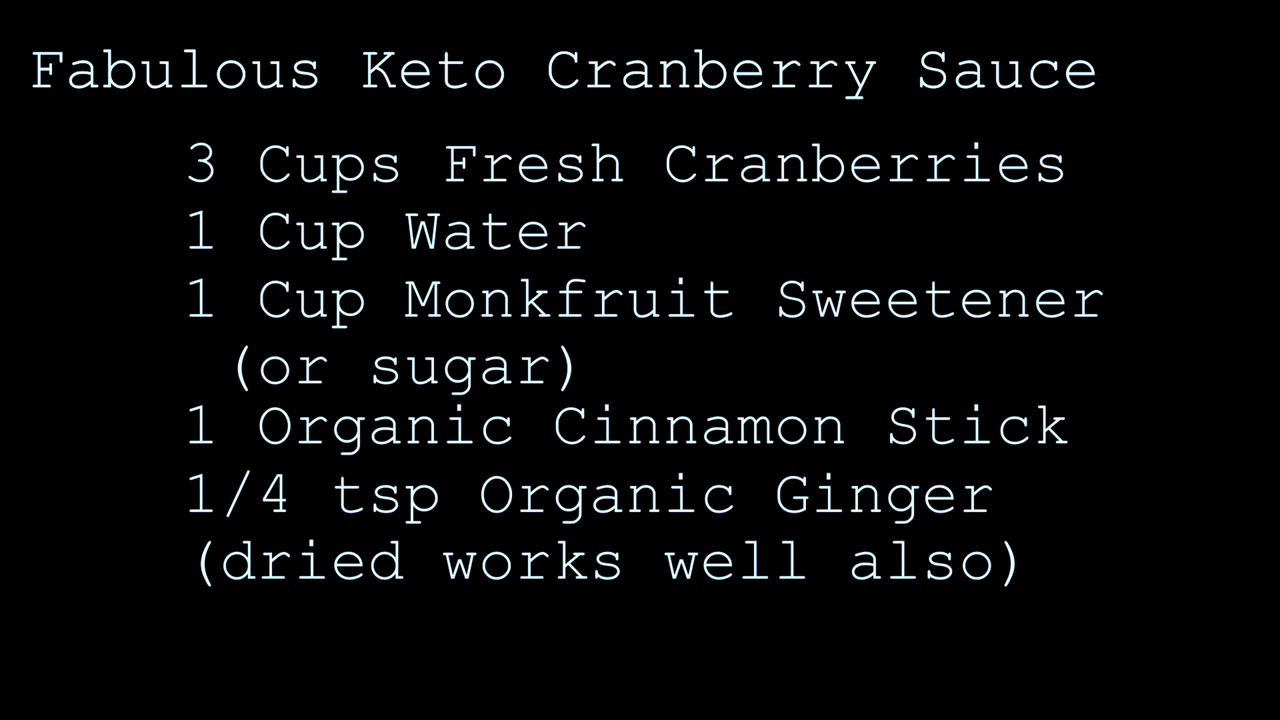 Fabulous Keto Cranberry Sauce
3 Cups Fresh Cranberries
1 Cup Water
1 Cup Monkfruit Sweetener
(or sugar)
1 Organic Cinnamon Stick
1/4 tsp Organic Ginger
(dried works well also)